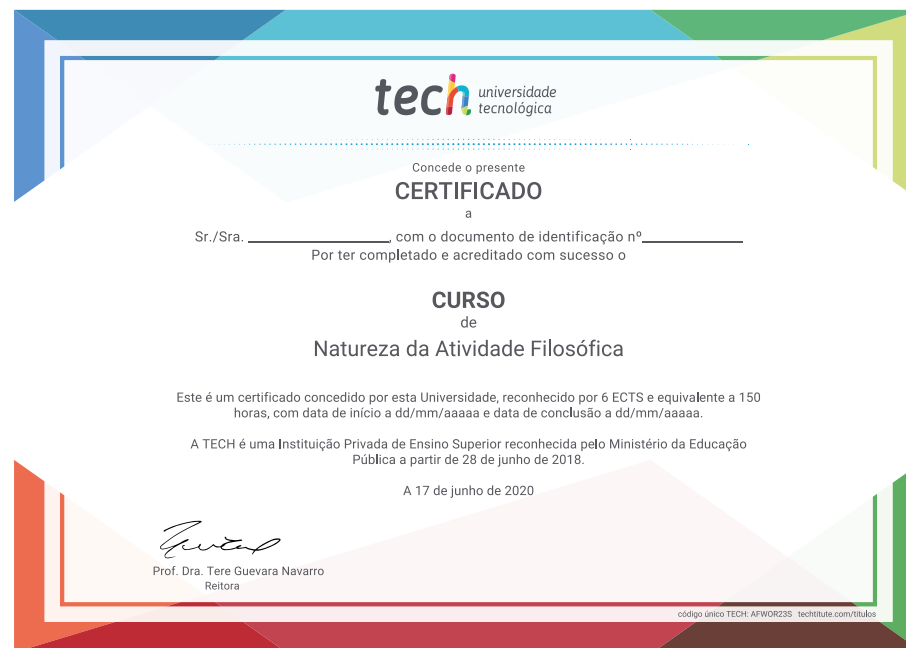 tech universidade
tecnológica
Concede o presente
CERTIFICADO
a
Sr./Sra. ____________________, com o documento de identificação nº______________
Por ter completado e acreditado com sucesso o
CURSO
de
Natureza da Atividade Filosófica
Este é um certificado concedido por esta Universidade, reconhecido por 6 ECTS e equivalente a 150
horas, com data de início a dd/mm/aaaaa e data de conclusão a dd/mm/aaaaa.
A TECH é uma Instituição Privada de Ensino Superior reconhecida pelo Ministério da Educação
Pública a partir de 28 de junho de 2018.
A 17 de junho de 2020
Prof. Dra. Tere Guevara Navarro
Reitora
código único TECH: AFWOR23S techtitute.com/titulos